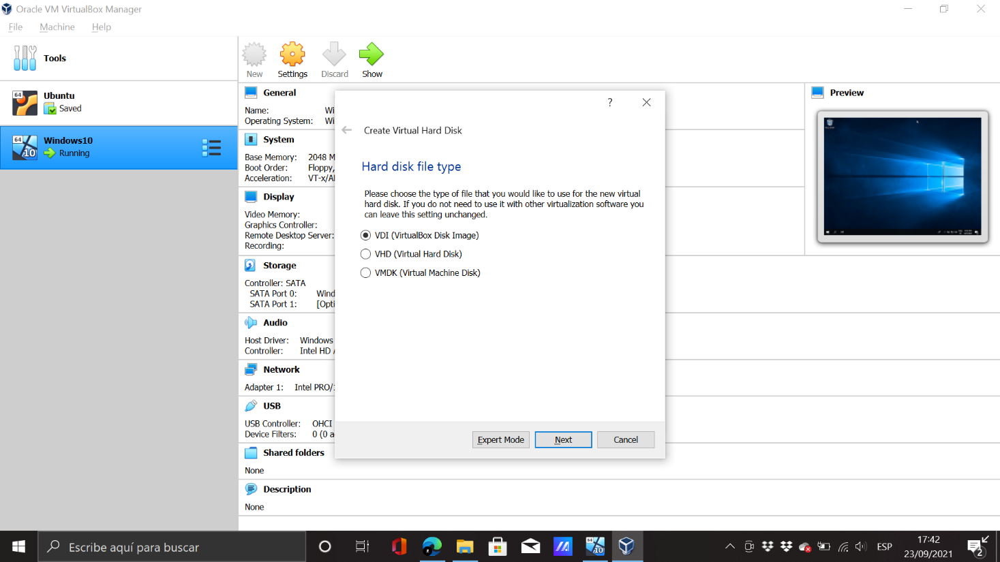 Oracle VM VirtualBox Manager
File Machine Help
Tools
New Settings Discard Show
Ubuntu
Saved
Windows10
Running
General
Name: Wi
Operating System: Wi
System
Base Memory: 2048 M
Boot Order: Floppy,
Acceleration: VT-x/A
Display
Video Memory:
Graphics Controller:
Remote Desktop Server:
Recording:
Storage
Controller: SATA
SATA Port 0: Wind
SATA Port 1: [Opti
Audio
Host Driver: Windows
Controller: Intel HD A
Network
Adapter 1: Intel PRO/1
USB
USB Controller: OHCI
Device Filters: 0 (0 a
Shared folders
None
Description
None
Preview
?
Create Virtual Hard Disk
Hard disk file type
Please choose the type of file that you would like to use for the new virtual
hard disk. If you do not need to use it with other virtualization software you
can leave this setting unchanged.
VDI (VirtualBox Disk Image)
VHD (Virtual Hard Disk)
VMDK (Virtual Machine Disk)
Expert Mode Next Cancel
Escribe aquí para buscar
ESP
17:42
23/09/2021
2
64
64
10
64
10